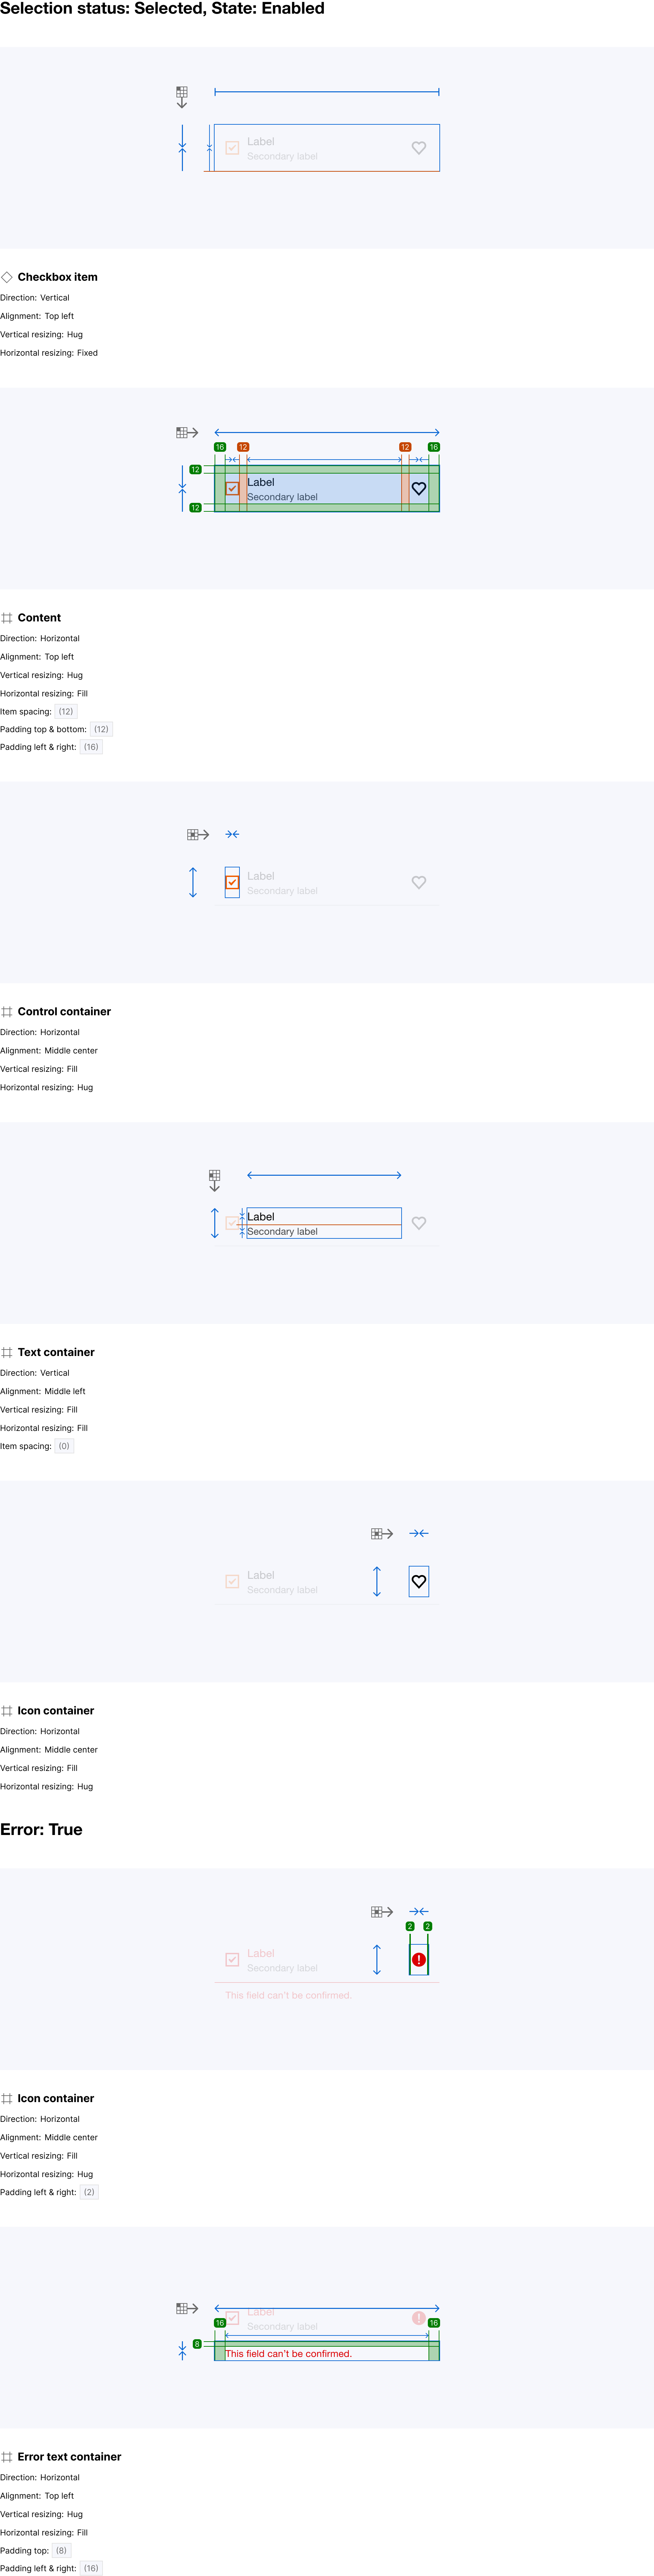 Selection status: Selected, State: Enabled
Label
Secondary label
Checkbox item
Direction: Vertical
Alignment: Top left
Vertical resizing: Hug
Horizontal resizing: Fixed
16 12 12 16
12
Label
Secondary label
12
Content
Direction: Horizontal
Alignment: Top left
Vertical resizing: Hug
Horizontal resizing: Fill
Item spacing: (12)
Padding top & bottom: (12)
Padding left & right: (16)
Label
Secondary label
Control container
Direction: Horizontal
Alignment: Middle center
Vertical resizing: Fill
Horizontal resizing: Hug
Label
Secondary label
Text container
Direction: Vertical
Alignment: Middle left
Vertical resizing: Fill
Horizontal resizing: Fill
Item spacing: (0)
Label
Secondary label
Icon container
Direction: Horizontal
Alignment: Middle center
Vertical resizing: Fill
Horizontal resizing: Hug
Error: True
2 2
Label
Secondary label
This field can't be confirmed.
Icon container
Direction: Horizontal
Alignment: Middle center
Vertical resizing: Fill
Horizontal resizing: Hug
Padding left & right: (2)
Label
16 16
Secondary label
8
This field can't be confirmed.
Error text container
Direction: Horizontal
Alignment: Top left
Vertical resizing: Hug
Horizontal resizing: Fill
Padding top: (8)
Padding left & right: (16)